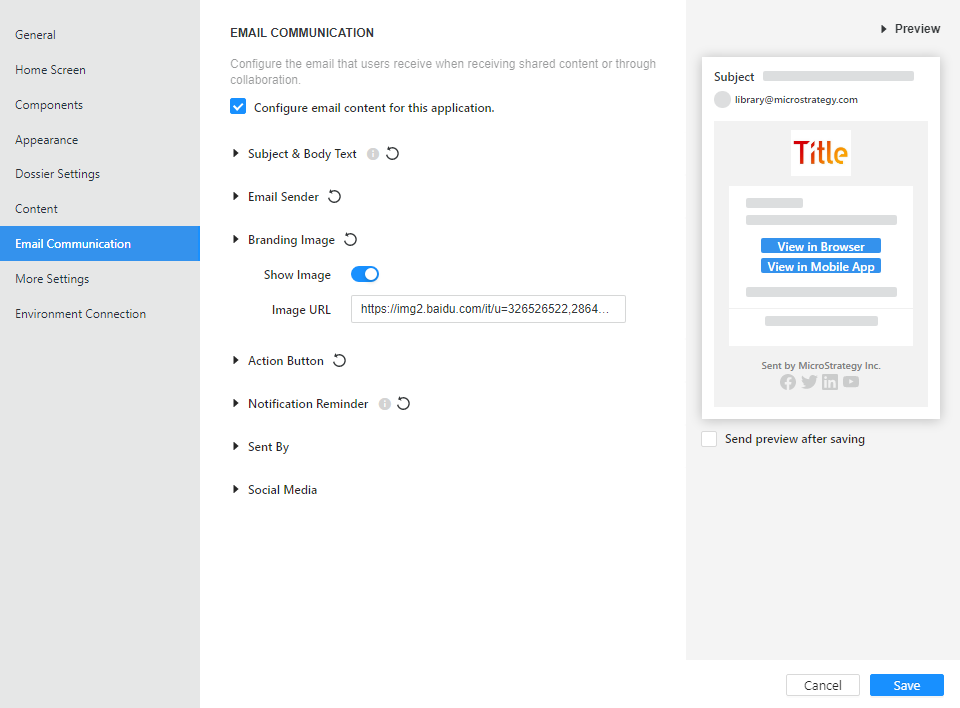 General
Home Screen
Components
Appearance
Dossier Settings
Content
Email Communication
More Settings
Environment Connection
EMAIL COMMUNICATION
Configure the email that users receive when receiving shared content or through
collaboration.
Configure email content for this application.
Subject & Body Text
Email Sender
Branding Image
Show Image
Image URL
https://img2.baidu.com/it/u=326526522,2864...
Action Button
Notification Reminder
Sent By
Social Media
Preview
Subject
library@microstrategy.com
Title
View in Browser
View in Mobile App
Sent by MicroStrategy Inc.
Send preview after saving
Cancel
Save